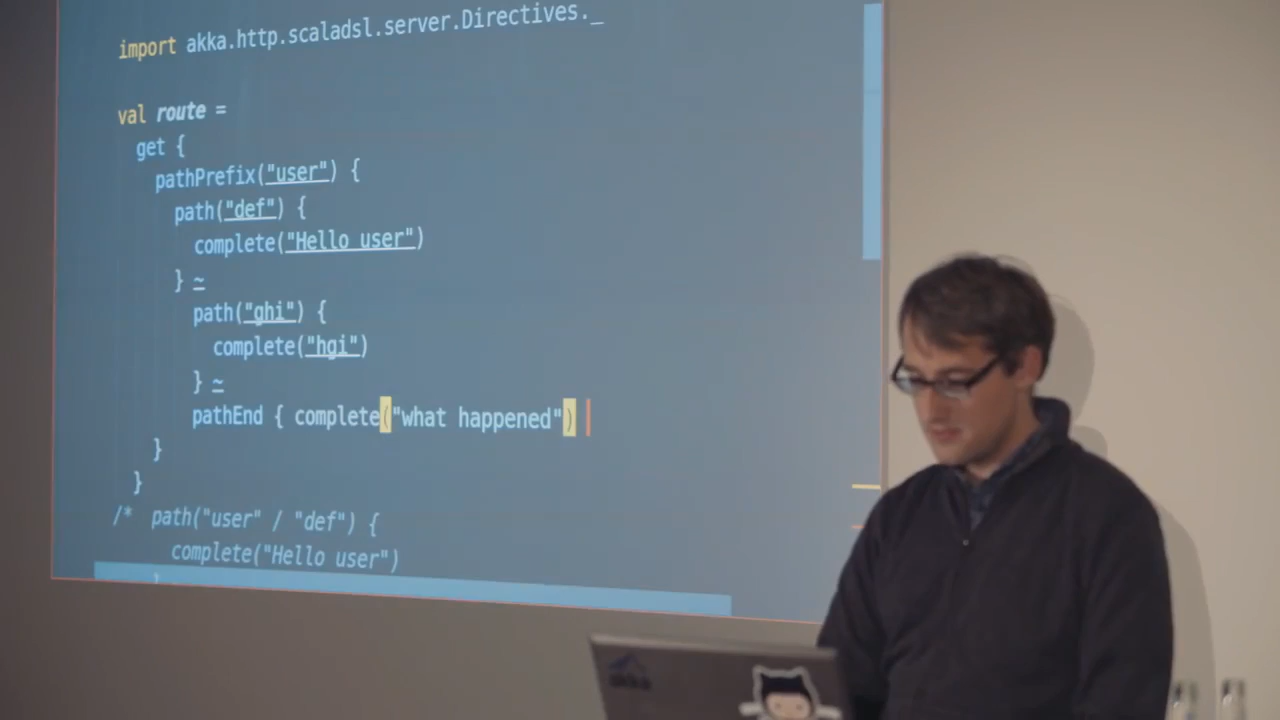 import akka.http.scaladsl.server.Directives._
val route =
get {
pathPrefix("user") {
path("def") {
complete("Hello user")
} ~
path("ghi") {
complete("hgi")
} ~
pathEnd { complete("what happened")
}
}
/* path("user" / "def") {
complete("Hello user")
akka